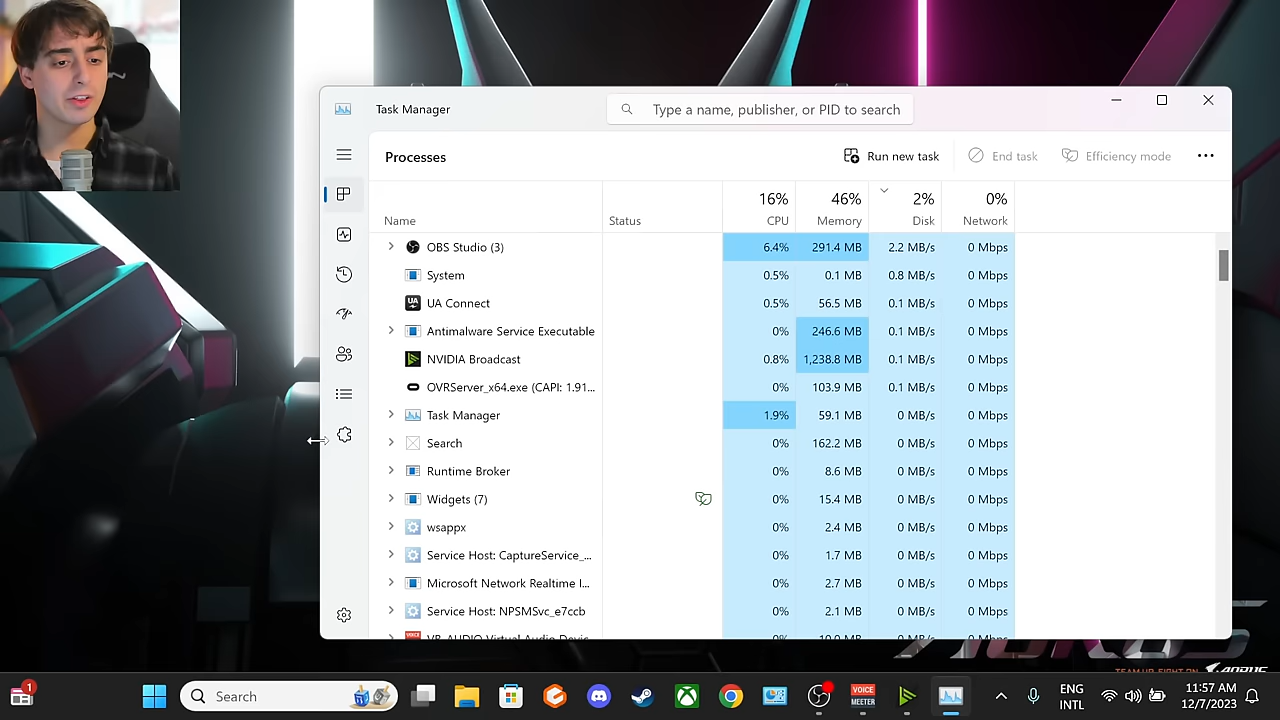 Task Manager
Type a name, publisher, or PID to search
Processes
Run new task
End task
Efficiency mode
Name
Status
16%
CPU
46%
Memory
2%
Disk
0%
Network
OBS Studio (3) 6.4% 291.4 MB 2.2 MB/s 0 Mbps
System 0.5% 0.1 MB 0.8 MB/s 0 Mbps
UA Connect 0.5% 56.5 MB 0.1 MB/s 0 Mbps
Antimalware Service Executable 0% 246.6 MB 0.1 MB/s 0 Mbps
NVIDIA Broadcast 0.8% 1,238.8 MB 0.1 MB/s 0 Mbps
OVRServer_x64.exe (CAPI: 1.91... 0% 103.9 MB 0.1 MB/s 0 Mbps
Task Manager 1.9% 59.1 MB 0 MB/s 0 Mbps
Search 0% 162.2 MB 0 MB/s 0 Mbps
Runtime Broker 0% 8.6 MB 0 MB/s 0 Mbps
Widgets (7) 0% 15.4 MB 0 MB/s 0 Mbps
wsappx 0% 2.4 MB 0 MB/s 0 Mbps
Service Host: CaptureService_... 0% 1.7 MB 0 MB/s 0 Mbps
Microsoft Network Realtime I... 0% 2.7 MB 0 MB/s 0 Mbps
Service Host: NPSMSvc_e7ccb 0% 2.1 MB 0 MB/s 0 Mbps
TEAM UP. FIGHT ON.
AORUS
1
Search
VOICE
MEETER
ENG
INTL
11:57 AM
12/7/2023